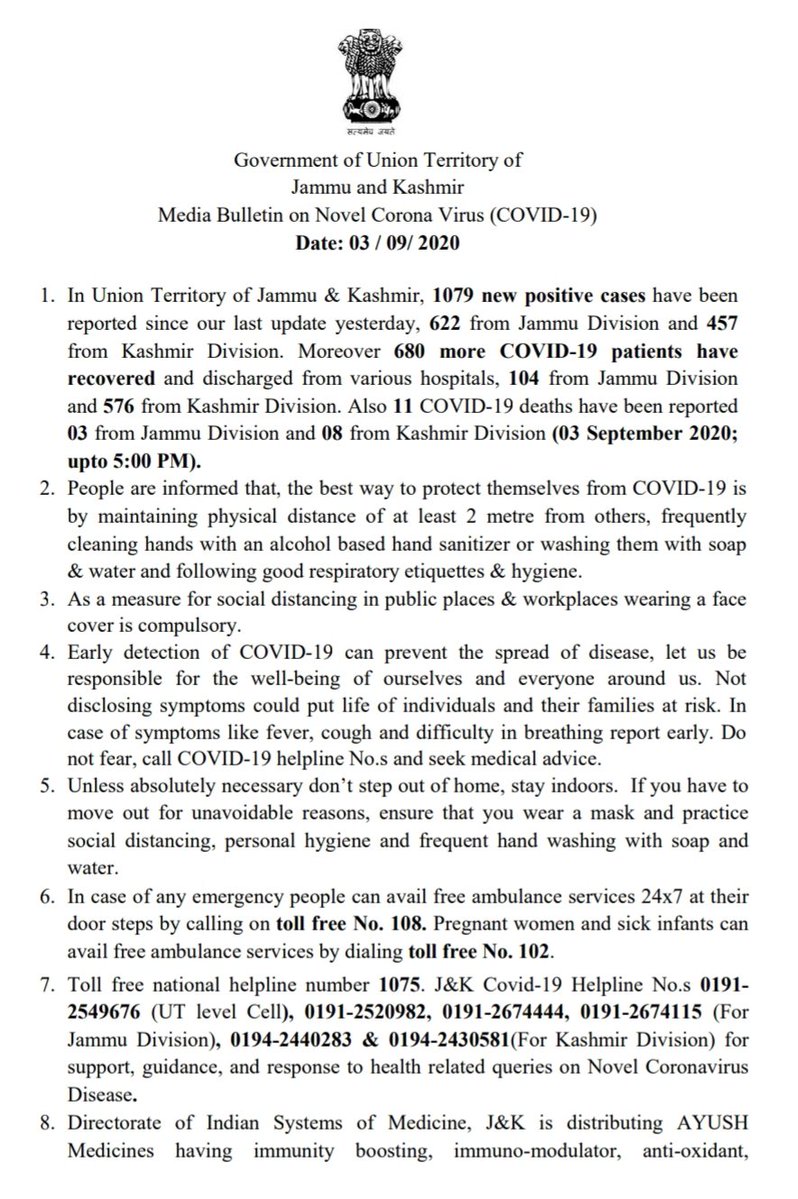 सत्यमेव जयते
Government of Union Territory of
Jammu and Kashmir
Media Bulletin on Novel Corona Virus (COVID-19)
Date: 03 / 09/ 2020
1. In Union Territory of Jammu & Kashmir, 1079 new positive cases have been
reported since our last update yesterday, 622 from Jammu Division and 457
from Kashmir Division. Moreover 680 more COVID-19 patients have
recovered and discharged from various hospitals, 104 from Jammu Division
and 576 from Kashmir Division. Also 11 COVID-19 deaths have been reported
03 from Jammu Division and 08 from Kashmir Division (03 September 2020;
upto 5:00 PM).
2. People are informed that, the best way to protect themselves from COVID-19 is
by maintaining physical distance of at least 2 metre from others, frequently
cleaning hands with an alcohol based hand sanitizer or washing them with soap
& water and following good respiratory etiquettes & hygiene.
3. As a measure for social distancing in public places & workplaces wearing a face
cover is compulsory.
4. Early detection of COVID-19 can prevent the spread of disease, let us be
responsible for the well-being of ourselves and everyone around us. Not
disclosing symptoms could put life of individuals and their families at risk. In
case of symptoms like fever, cough and difficulty in breathing report early. Do
not fear, call COVID-19 helpline No.s and seek medical advice.
5. Unless absolutely necessary don’t step out of home, stay indoors. If you have to
move out for unavoidable reasons, ensure that you wear a mask and practice
social distancing, personal hygiene and frequent hand washing with soap and
water.
6. In case of any emergency people can avail free ambulance services 24x7 at their
door steps by calling on toll free No. 108. Pregnant women and sick infants can
avail free ambulance services by dialing toll free No. 102.
7. Toll free national helpline number 1075. J&K Covid-19 Helpline No.s 0191-
2549676 (UT level Cell), 0191-2520982, 0191-2674444, 0191-2674115 (For
Jammu Division), 0194-2440283 & 0194-2430581(For Kashmir Division) for
support, guidance, and response to health related queries on Novel Coronavirus
Disease.
8. Directorate of Indian Systems of Medicine, J&K is distributing AYUSH
Medicines having immunity boosting, immuno-modulator, anti-oxidant,